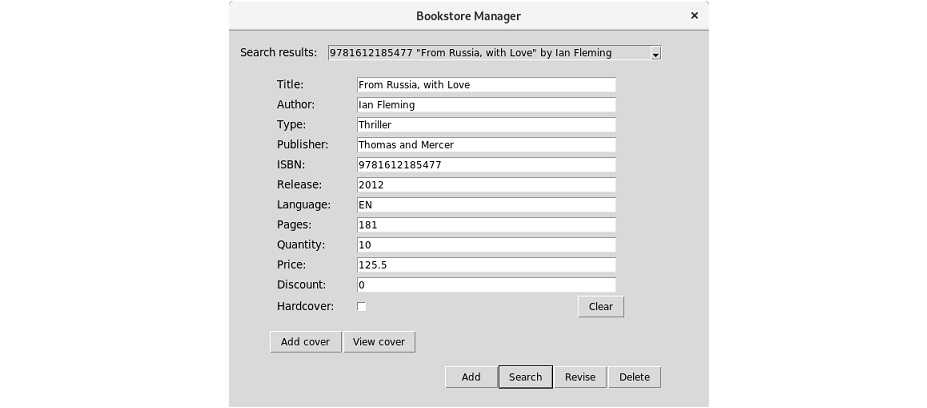 Bookstore Manager ×
Search results: 9781612185477 "From Russia, with Love" by Ian Fleming
Title: From Russia, with Love
Author: Ian Fleming
Type: Thriller
Publisher: Thomas and Mercer
ISBN: 9781612185477
Release: 2012
Language: EN
Pages: 181
Quantity: 10
Price: 125.5
Discount: 0
Hardcover: Clear
Add cover View cover
Add Search Revise Delete